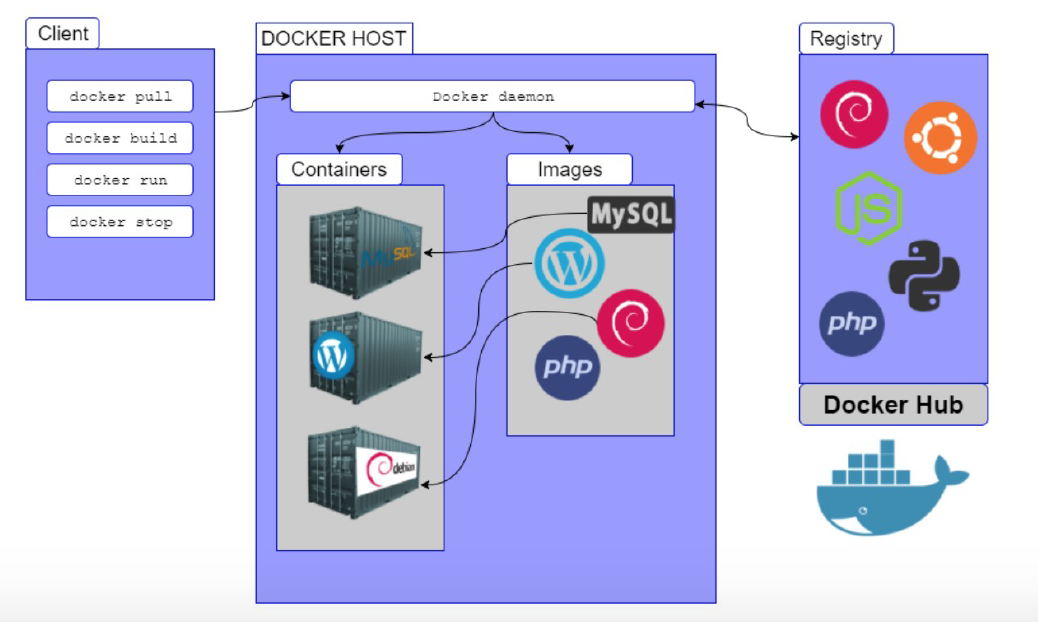 Client
docker pull
docker build
docker run
docker stop
DOCKER HOST
Docker daemon
Containers
MySQL
debian
Images
MySQL
php
Registry
JS
php
Docker Hub